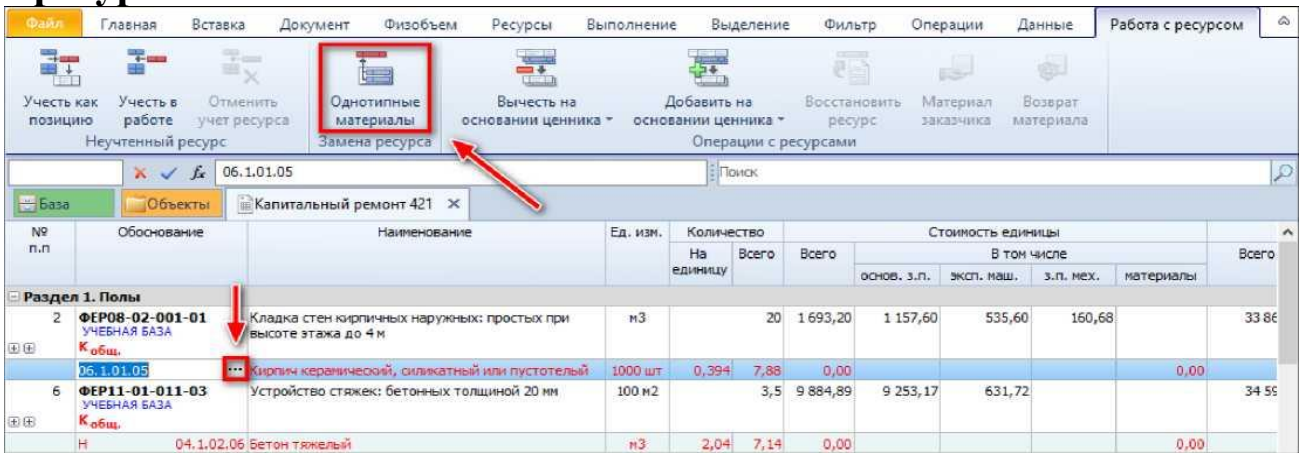 Файл Главная Вставка Документ Физобъем Ресурсы Выполнение Выделение Фильтр Операции Данные Работа с ресурсом
Учесть как позицию Учесть в работе Отменить учет ресурса Однотипные материалы Вычесть на основании ценника Добавить на основании ценника Восстановить ресурс Материал заказчика Возврат материала
Неучтенный ресурс Замена ресурса Операции с ресурсами
fx 06.1.01.05 Поиск
База Объекты Капитальный ремонт 421
№ п.п Обоснование Наименование Ед. изм. Количество Стоимость единицы
На единицу Всего Всего В том числе Всего
основ. з.п. эксп. маш. з.п. мех. материалы
Раздел 1. Полы
2 ФЕР08-02-001-01 Кладка стен кирпичных наружных: простых при м3 20 1 693,20 1 157,60 535,60 160,68 33 86
УЧЕБНАЯ БАЗА высоте этажа до 4 м
К общ.
06.1.01.05 ... Кирпич керамический, силикатный или пустотелый 1000 шт 0,394 7,88 0,00 0,00
6 ФЕР11-01-011-03 Устройство стяжек: бетонных толщиной 20 мм 100 м2 3,5 9 884,89 9 253,17 631,72 34 59
УЧЕБНАЯ БАЗА
К общ.
Н 04.1.02.06 Бетон тяжелый м3 2,04 7,14 0,00 0,00